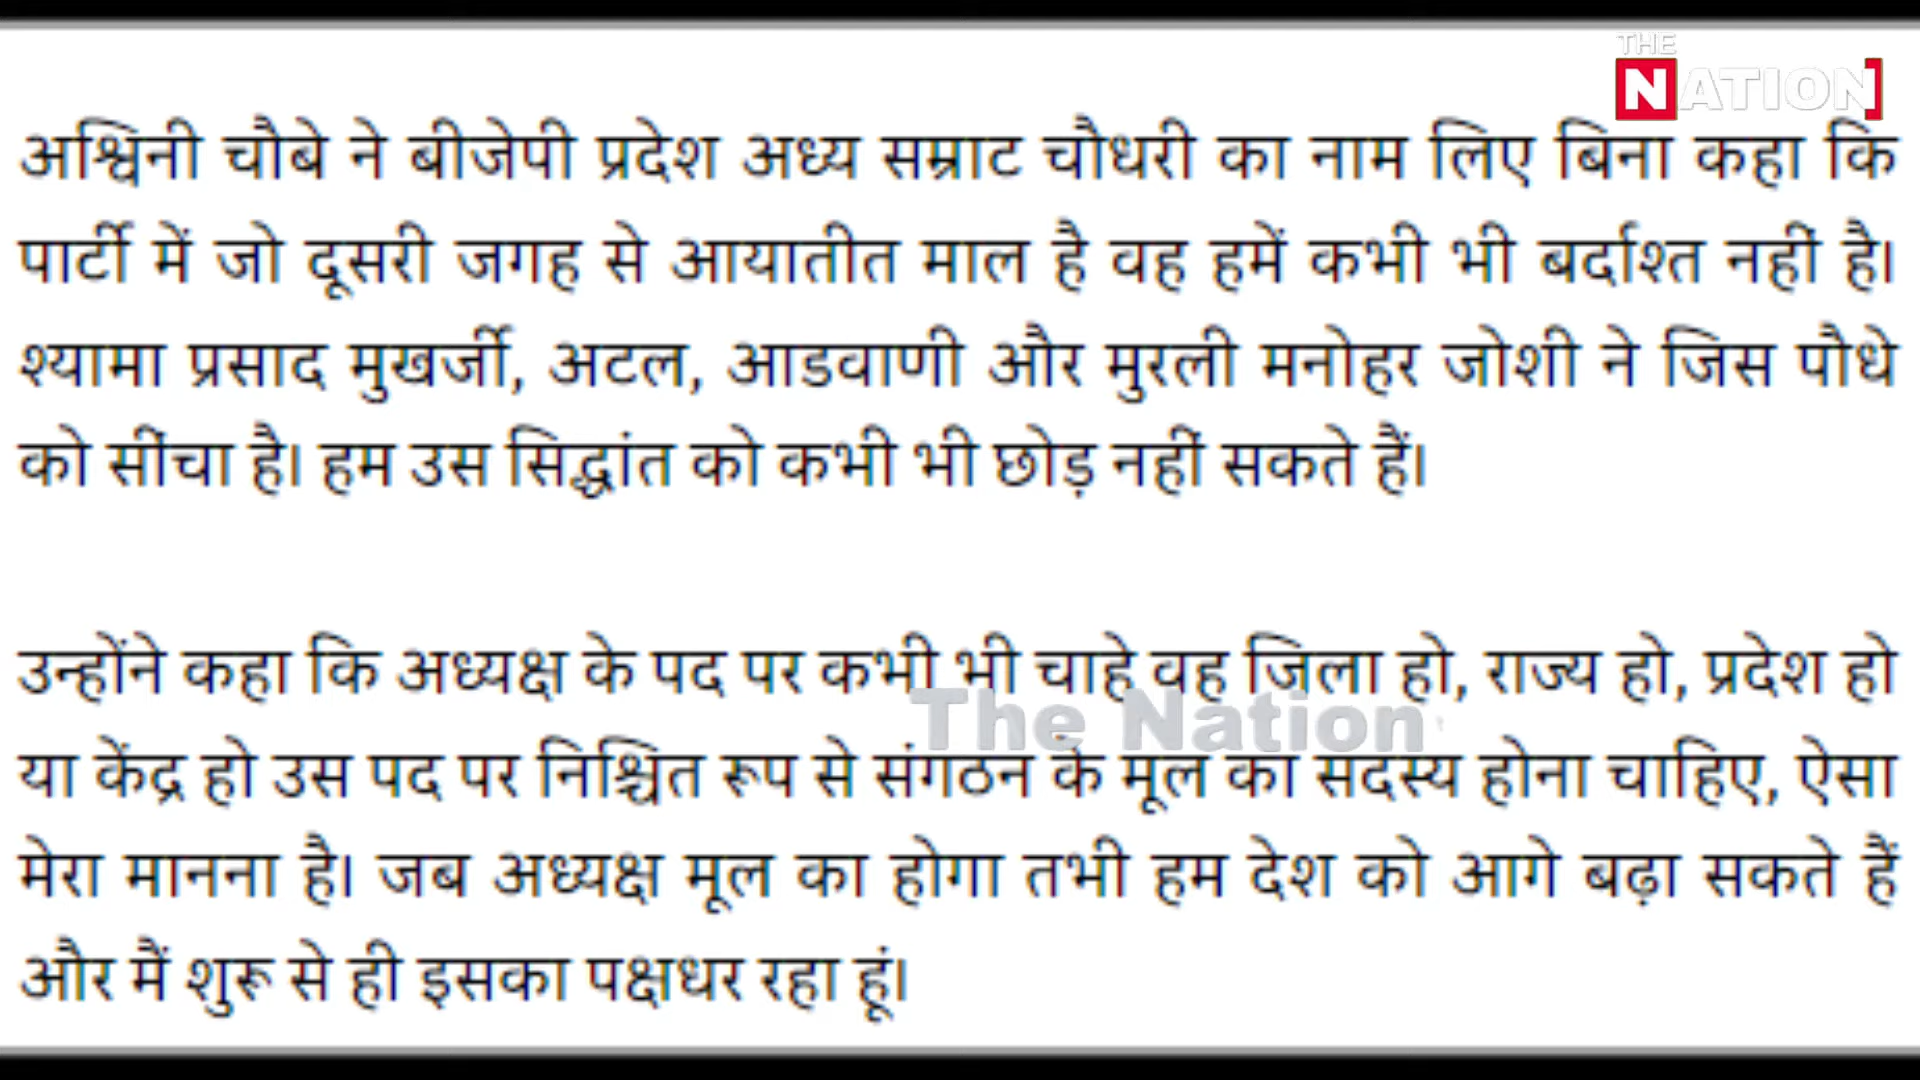 THE
NATION
अश्विनी चौबे ने बीजेपी प्रदेश अध्य सम्राट चौधरी का नाम लिए बिना कहा कि
पार्टी में जो दूसरी जगह से आयातीत माल है वह हमें कभी भी बर्दाश्त नहीं है।
श्यामा प्रसाद मुखर्जी, अटल, आडवाणी और मुरली मनोहर जोशी ने जिस पौधे
को सींचा है। हम उस सिद्धांत को कभी भी छोड़ नहीं सकते हैं।
उन्होंने कहा कि अध्यक्ष के पद पर कभी भी चाहे वह जिला हो, राज्य हो, प्रदेश हो
The Nation
या केंद्र हो उस पद पर निश्चित रूप से संगठन के मूल का सदस्य होना चाहिए, ऐसा
मेरा मानना है। जब अध्यक्ष मूल का होगा तभी हम देश को आगे बढ़ा सकते हैं
और मैं शुरू से ही इसका पक्षधर रहा हूं।